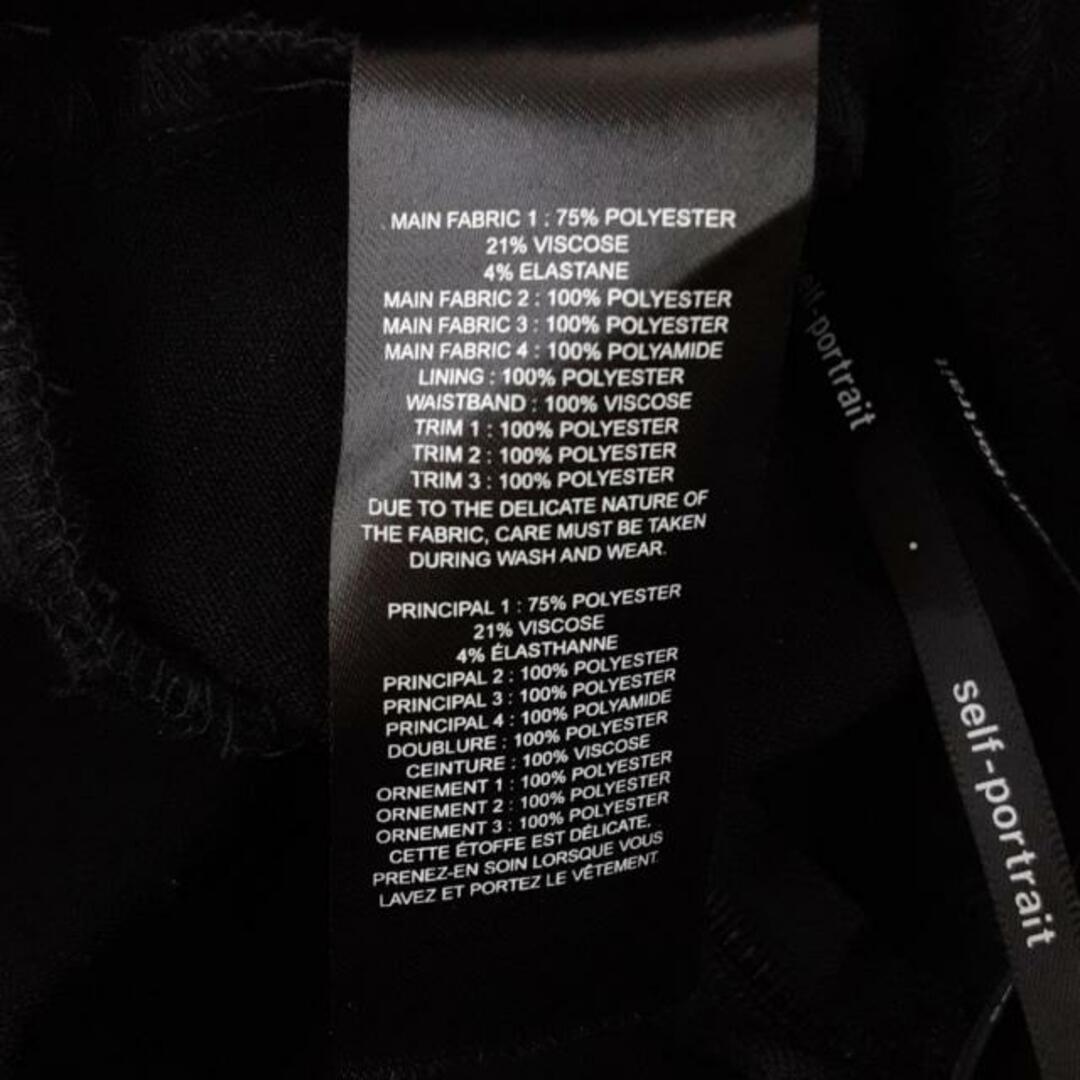 MAIN FABRIC 1 : 75% POLYESTER
21% VISCOSE
4% ELASTANE
MAIN FABRIC 2 : 100% POLYESTER
MAIN FABRIC 3 : 100% POLYESTER
MAIN FABRIC 4 : 100% POLYAMIDE
LINING : 100% POLYESTER
WAISTBAND : 100% VISCOSE
TRIM 1 : 100% POLYESTER
TRIM 2 : 100% POLYESTER
TRIM 3 : 100% POLYESTER
DUE TO THE DELICATE NATURE OF
THE FABRIC, CARE MUST BE TAKEN
DURING WASH AND WEAR.
PRINCIPAL 1 : 75% POLYESTER
21% VISCOSE
4% ÉLASTHANNE
PRINCIPAL 2 : 100% POLYESTER
PRINCIPAL 3 : 100% POLYESTER
PRINCIPAL 4 : 100% POLYAMIDE
DOUBLURE : 100% POLYESTER
CEINTURE : 100% VISCOSE
ORNEMENT 1 : 100% POLYESTER
ORNEMENT 2 : 100% POLYESTER
ORNEMENT 3 : 100% POLYESTER
CETTE ÉTOFFE EST DÉLICATE,
PRENEZ-EN SOIN LORSQUE VOUS
LAVEZ ET PORTEZ LE VÊTEMENT.
lf-portrait
self-portrait